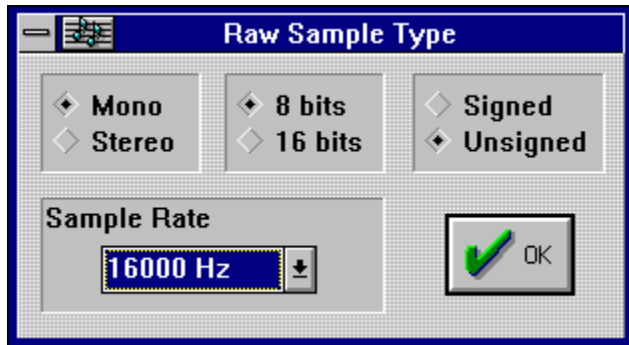 Raw Sample Type
Mono
Stereo
8 bits
16 bits
Signed
Unsigned
Sample Rate
16000 Hz
OK